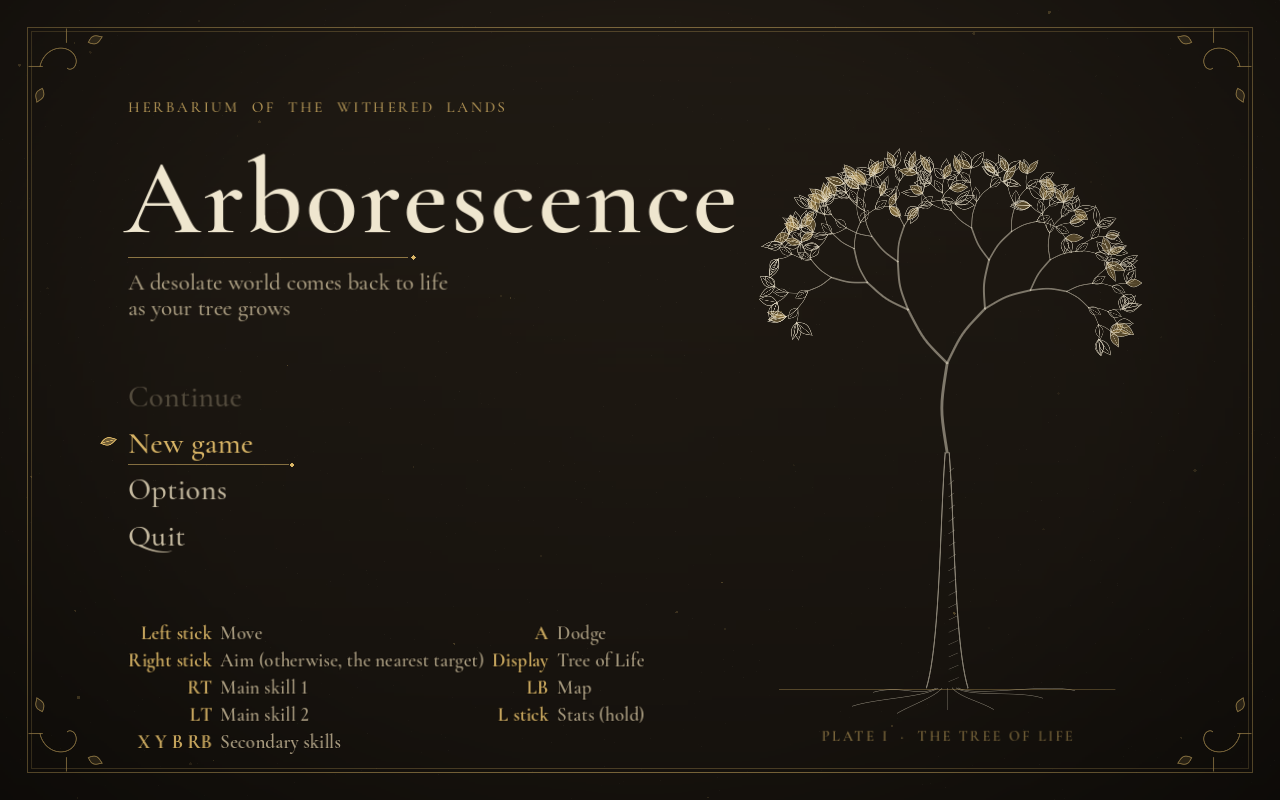 HERBARIUM OF THE WITHERED LANDS
Arborescence
A desolate world comes back to life
as your tree grows
Continue
New game
Options
Quit
Left stick Move
Right stick Aim (otherwise, the nearest target)
RT Main skill 1
LT Main skill 2
X Y B RB Secondary skills
A Dodge
Display Tree of Life
LB Map
L stick Stats (hold)
PLATE I · THE TREE OF LIFE